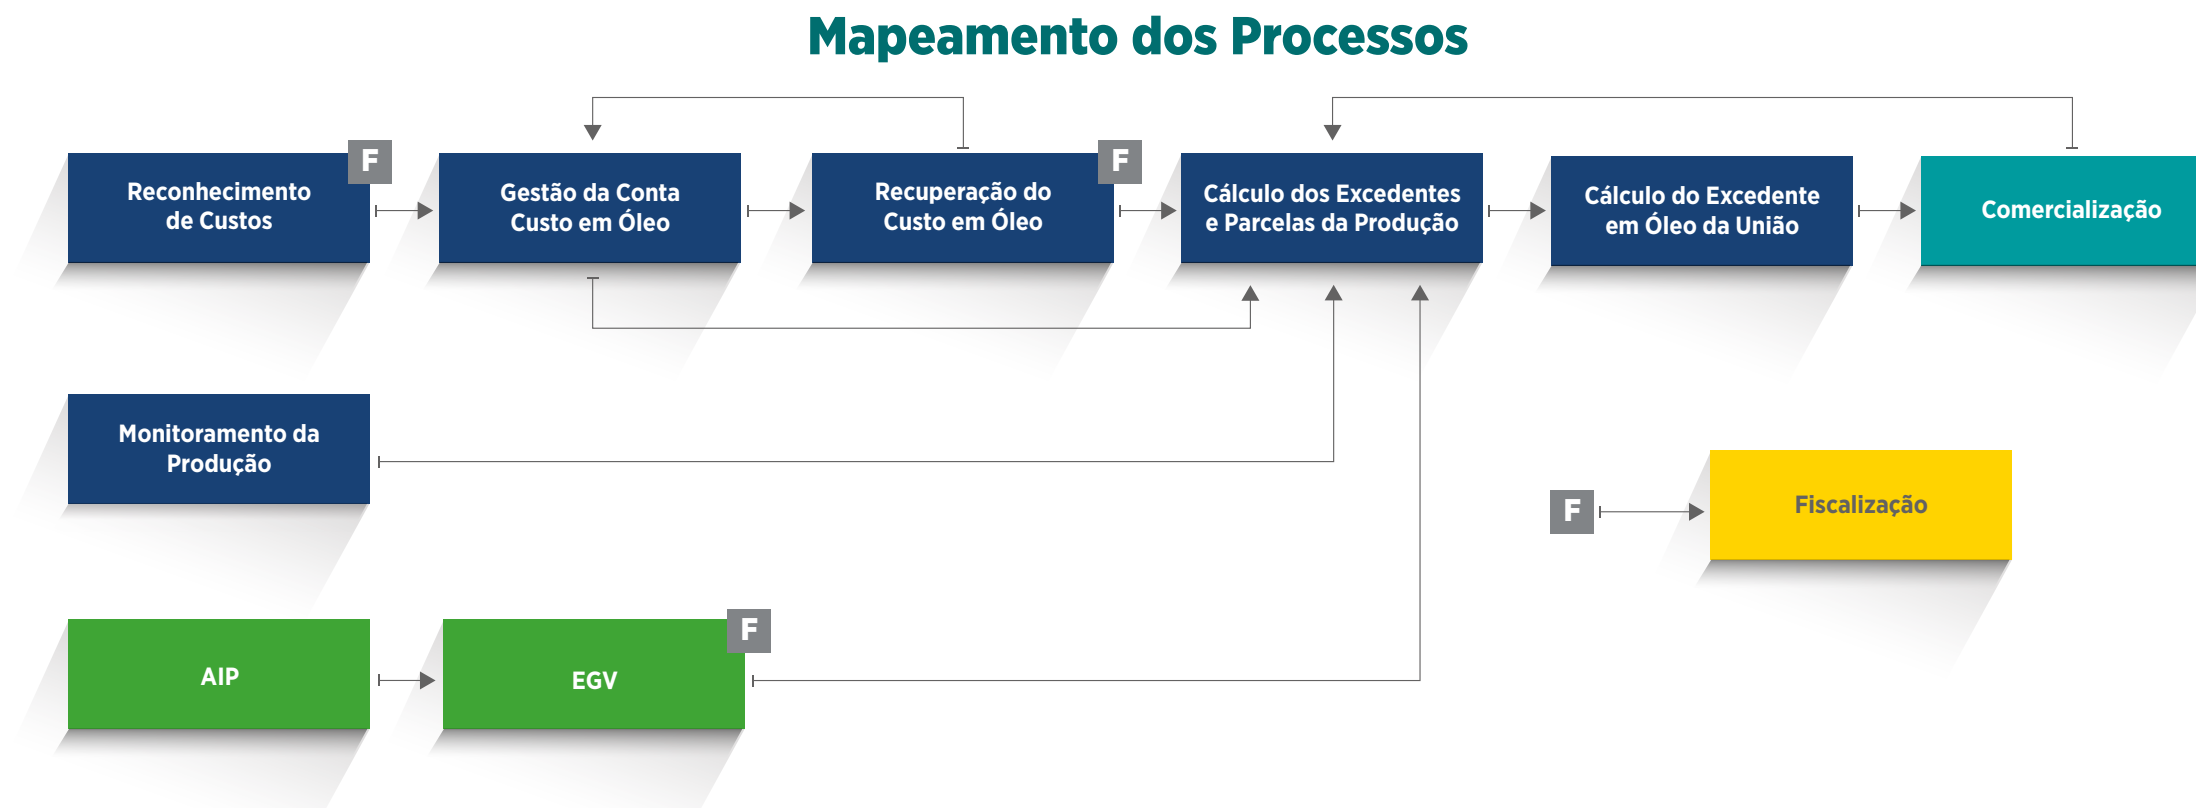 Mapeamento dos Processos
F
Reconhecimento
de Custos
Gestão da Conta
Custo em Óleo
F
Recuperação do
Custo em Óleo
Cálculo dos Excedentes
e Parcelas da Produção
Cálculo do Excedente
em Óleo da União
Comercialização
Monitoramento da
Produção
F
Fiscalização
AIP
F
EGV